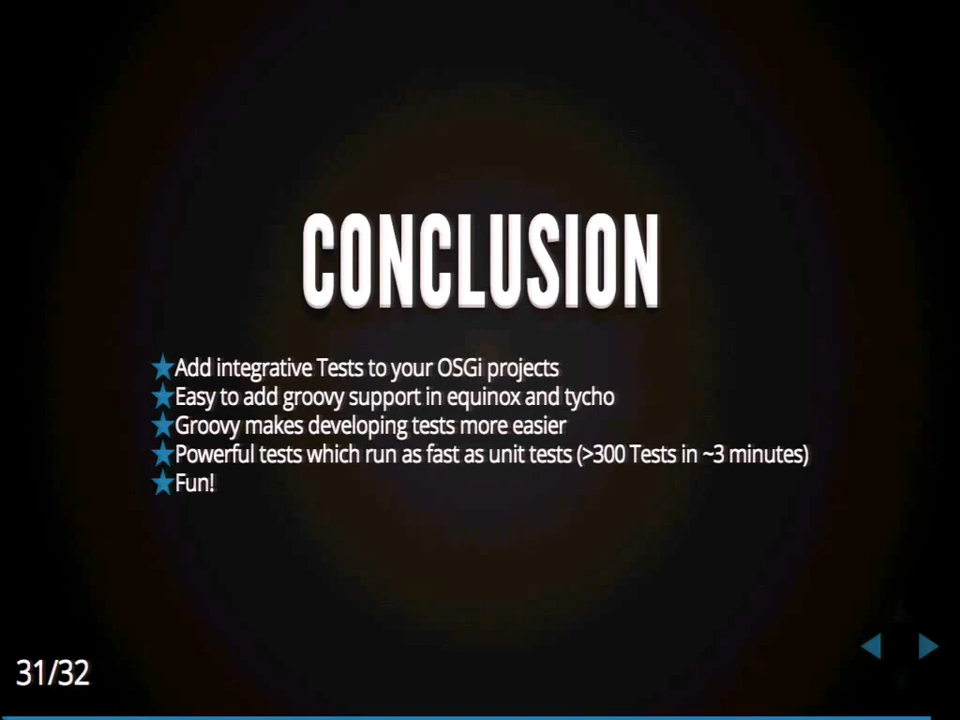 CONCLUSION
Add integrative Tests to your OSGi projects
Easy to add groovy support in equinox and tycho
Groovy makes developing tests more easier
Powerful tests which run as fast as unit tests (>300 Tests in ~3 minutes)
Fun!
31/32